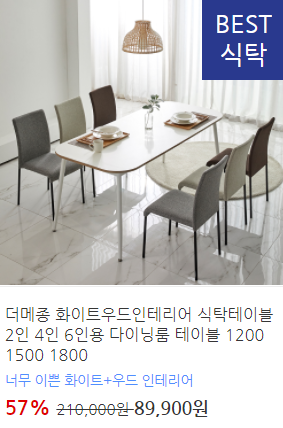 BEST
식탁
더메종 화이트우드인테리어 식탁테이블
2인 4인 6인용 다이닝룸 테이블 1200
1500 1800
너무 이쁜 화이트+우드 인테리어
57% 210,000원 89,900원